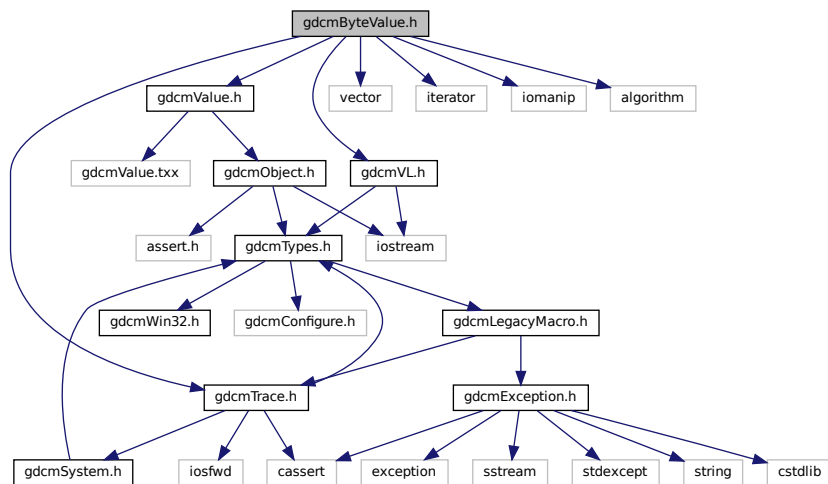 gdcmByteValue.h
gdcmValue.h
vector
iterator
iomanip
algorithm
gdcmValue.txx
gdcmObject.h
gdcmVL.h
assert.h
gdcmTypes.h
iostream
gdcmWin32.h
gdcmConfigure.h
gdcmLegacyMacro.h
gdcmTrace.h
gdcmException.h
gdcmSystem.h
iosfwd
cassert
exception
sstream
stdexcept
string
cstdlib